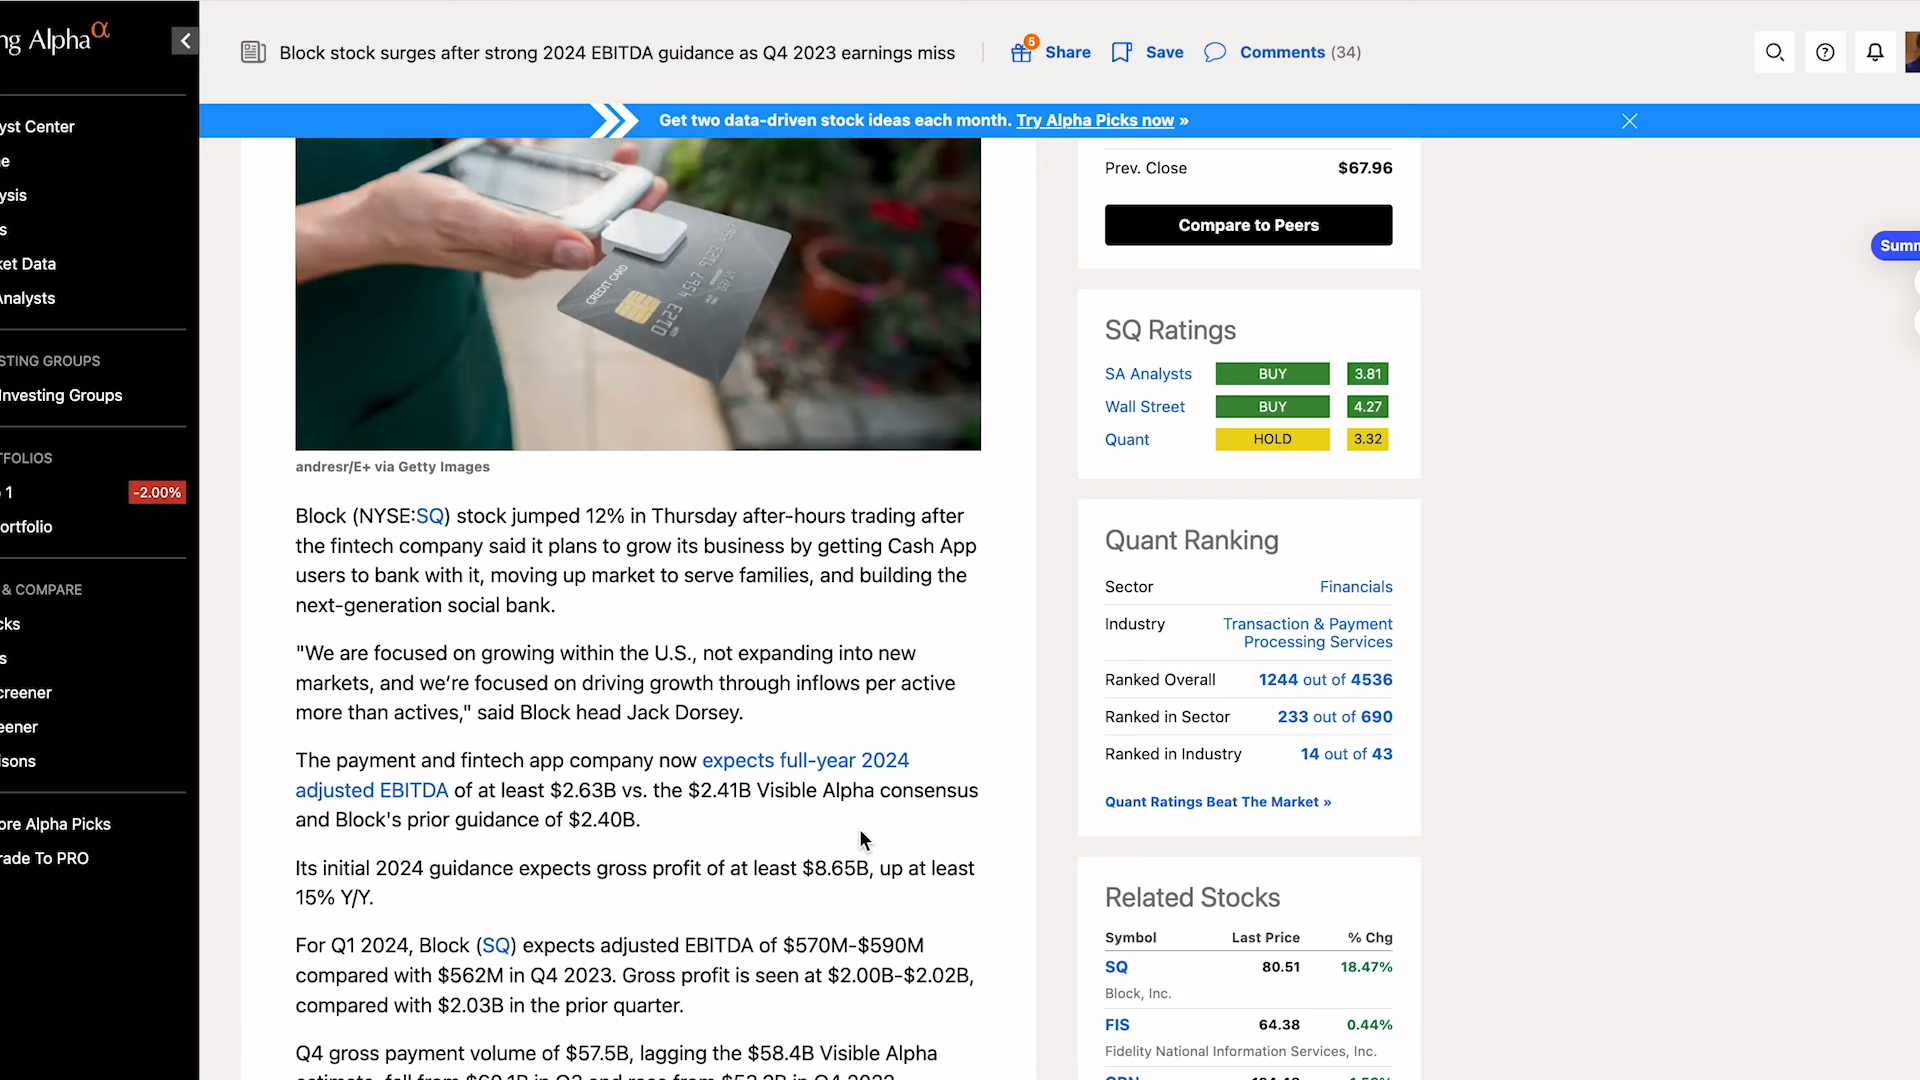 ng Alpha α
Block stock surges after strong 2024 EBITDA guidance as Q4 2023 earnings miss
5
Share
Save
Comments (34)
Get two data-driven stock ideas each month. Try Alpha Picks now »
yst Center
e
ysis
s
ket Data
Analysts
STING GROUPS
Investing Groups
TFOLIOS
1
-2.00%
ortfolio
& COMPARE
cks
s
creener
eener
isons
ore Alpha Picks
rade To PRO
CREDIT CARD
0123 4567 9123
andresr/E+ via Getty Images
Block (NYSE:SQ) stock jumped 12% in Thursday after-hours trading after
the fintech company said it plans to grow its business by getting Cash App
users to bank with it, moving up market to serve families, and building the
next-generation social bank.
"We are focused on growing within the U.S., not expanding into new
markets, and we're focused on driving growth through inflows per active
more than actives," said Block head Jack Dorsey.
The payment and fintech app company now expects full-year 2024
adjusted EBITDA of at least $2.63B vs. the $2.41B Visible Alpha consensus
and Block's prior guidance of $2.40B.
Its initial 2024 guidance expects gross profit of at least $8.65B, up at least
15% Y/Y.
For Q1 2024, Block (SQ) expects adjusted EBITDA of $570M-$590M
compared with $562M in Q4 2023. Gross profit is seen at $2.00B-$2.02B,
compared with $2.03B in the prior quarter.
Q4 gross payment volume of $57.5B, lagging the $58.4B Visible Alpha
Prev. Close $67.96
Compare to Peers
SQ Ratings
SA Analysts BUY 3.81
Wall Street BUY 4.27
Quant HOLD 3.32
Quant Ranking
Sector Financials
Industry Transaction & Payment
Processing Services
Ranked Overall 1244 out of 4536
Ranked in Sector 233 out of 690
Ranked in Industry 14 out of 43
Quant Ratings Beat The Market »
Related Stocks
Symbol Last Price % Chg
SQ 80.51 18.47%
Block, Inc.
FIS 64.38 0.44%
Fidelity National Information Services, Inc.
Summ